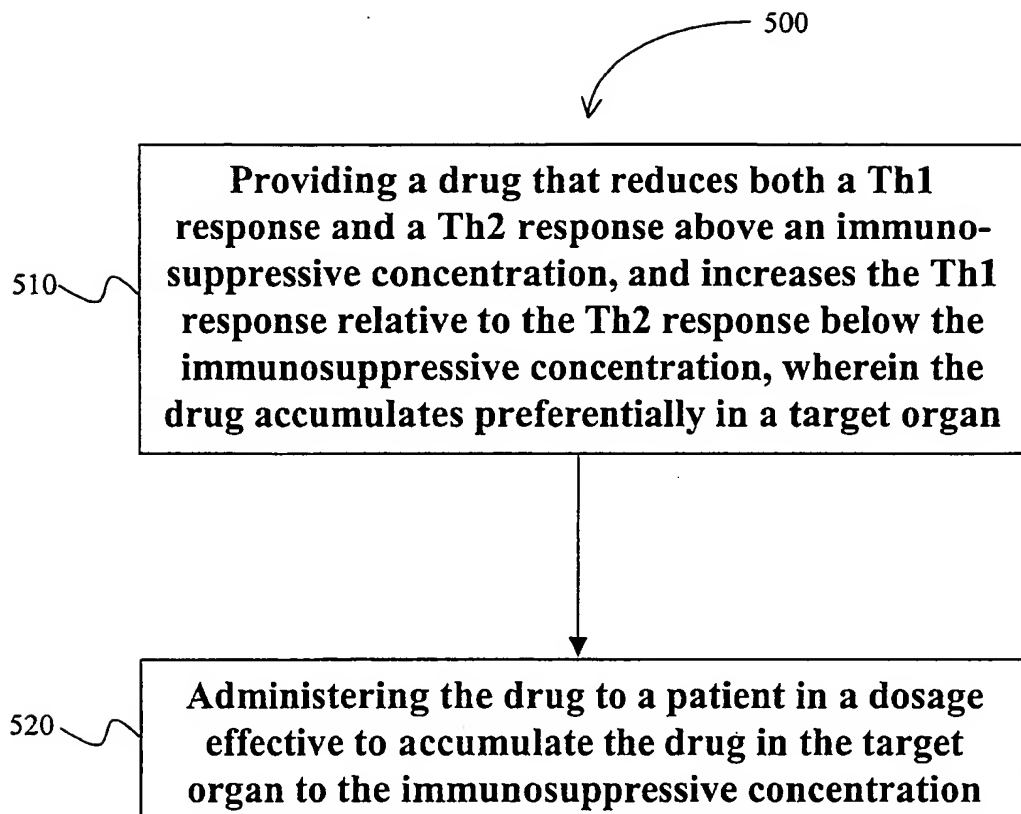 500
Providing a drug that reduces both a Th1
response and a Th2 response above an immuno-
suppressive concentration, and increases the Th1
510
response relative to the Th2 response below the
immunosuppressive concentration, wherein the
drug accumulates preferentially in a target organ
Administering the drug to a patient in a dosage
520
effective to accumulate the drug in the target
organ to the immunosuppressive concentration